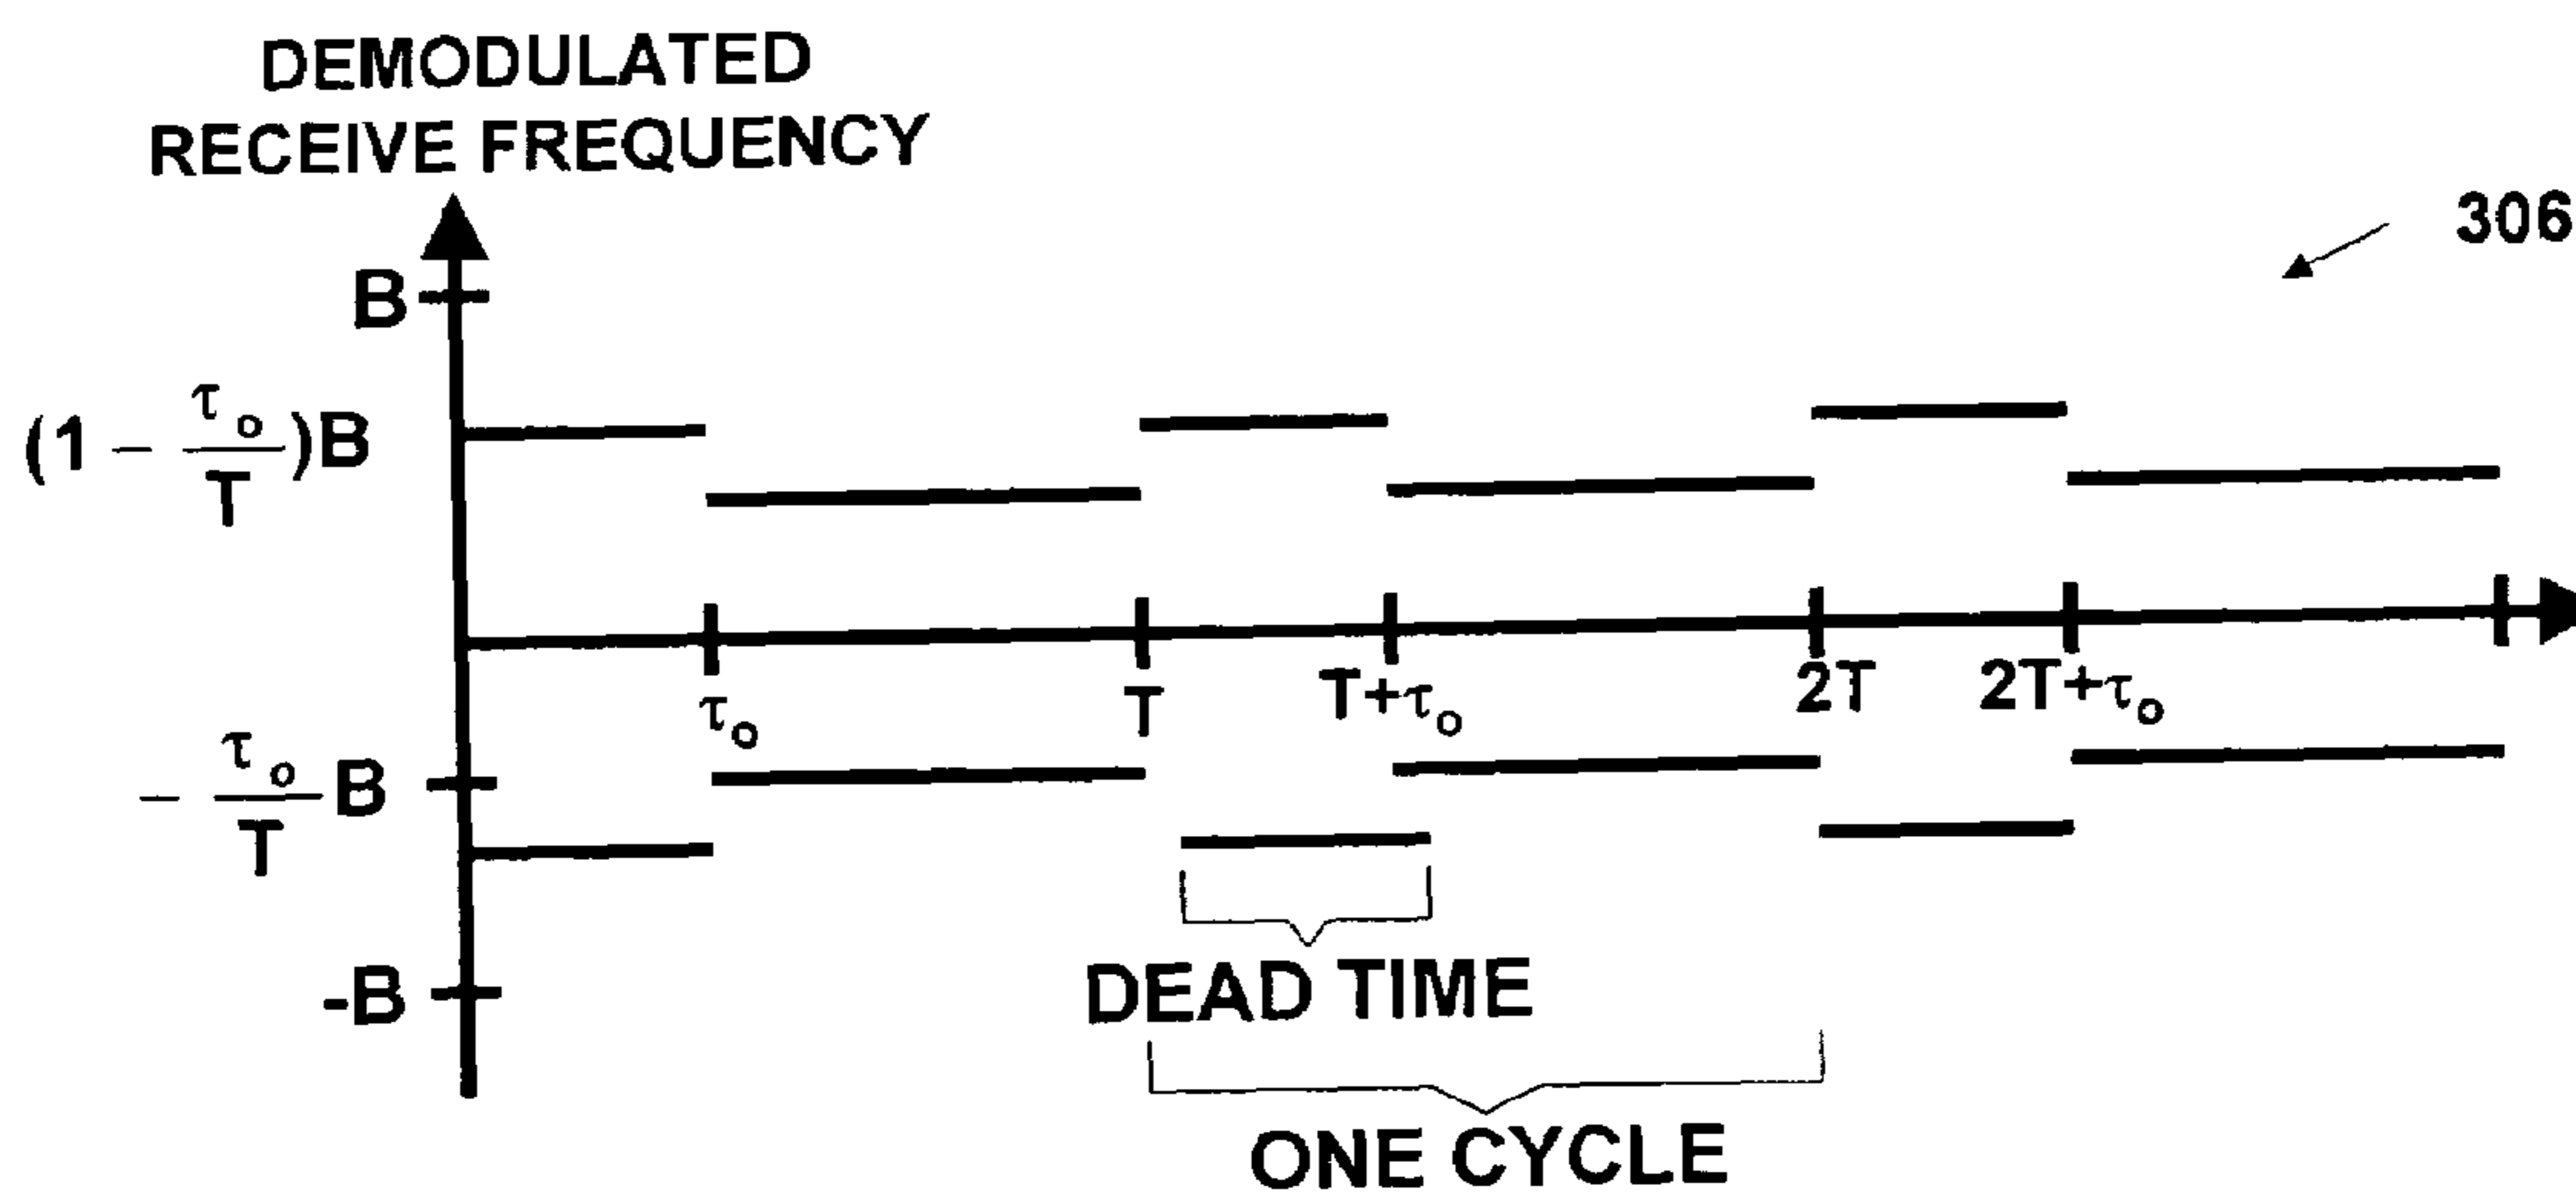 DEMODULATED
RECEIVE FREQUENCY
306
B
(1 − τo/T)B
τo
T
T+τo
2T
2T+τo
− τo/T B
DEAD TIME
-B
ONE CYCLE